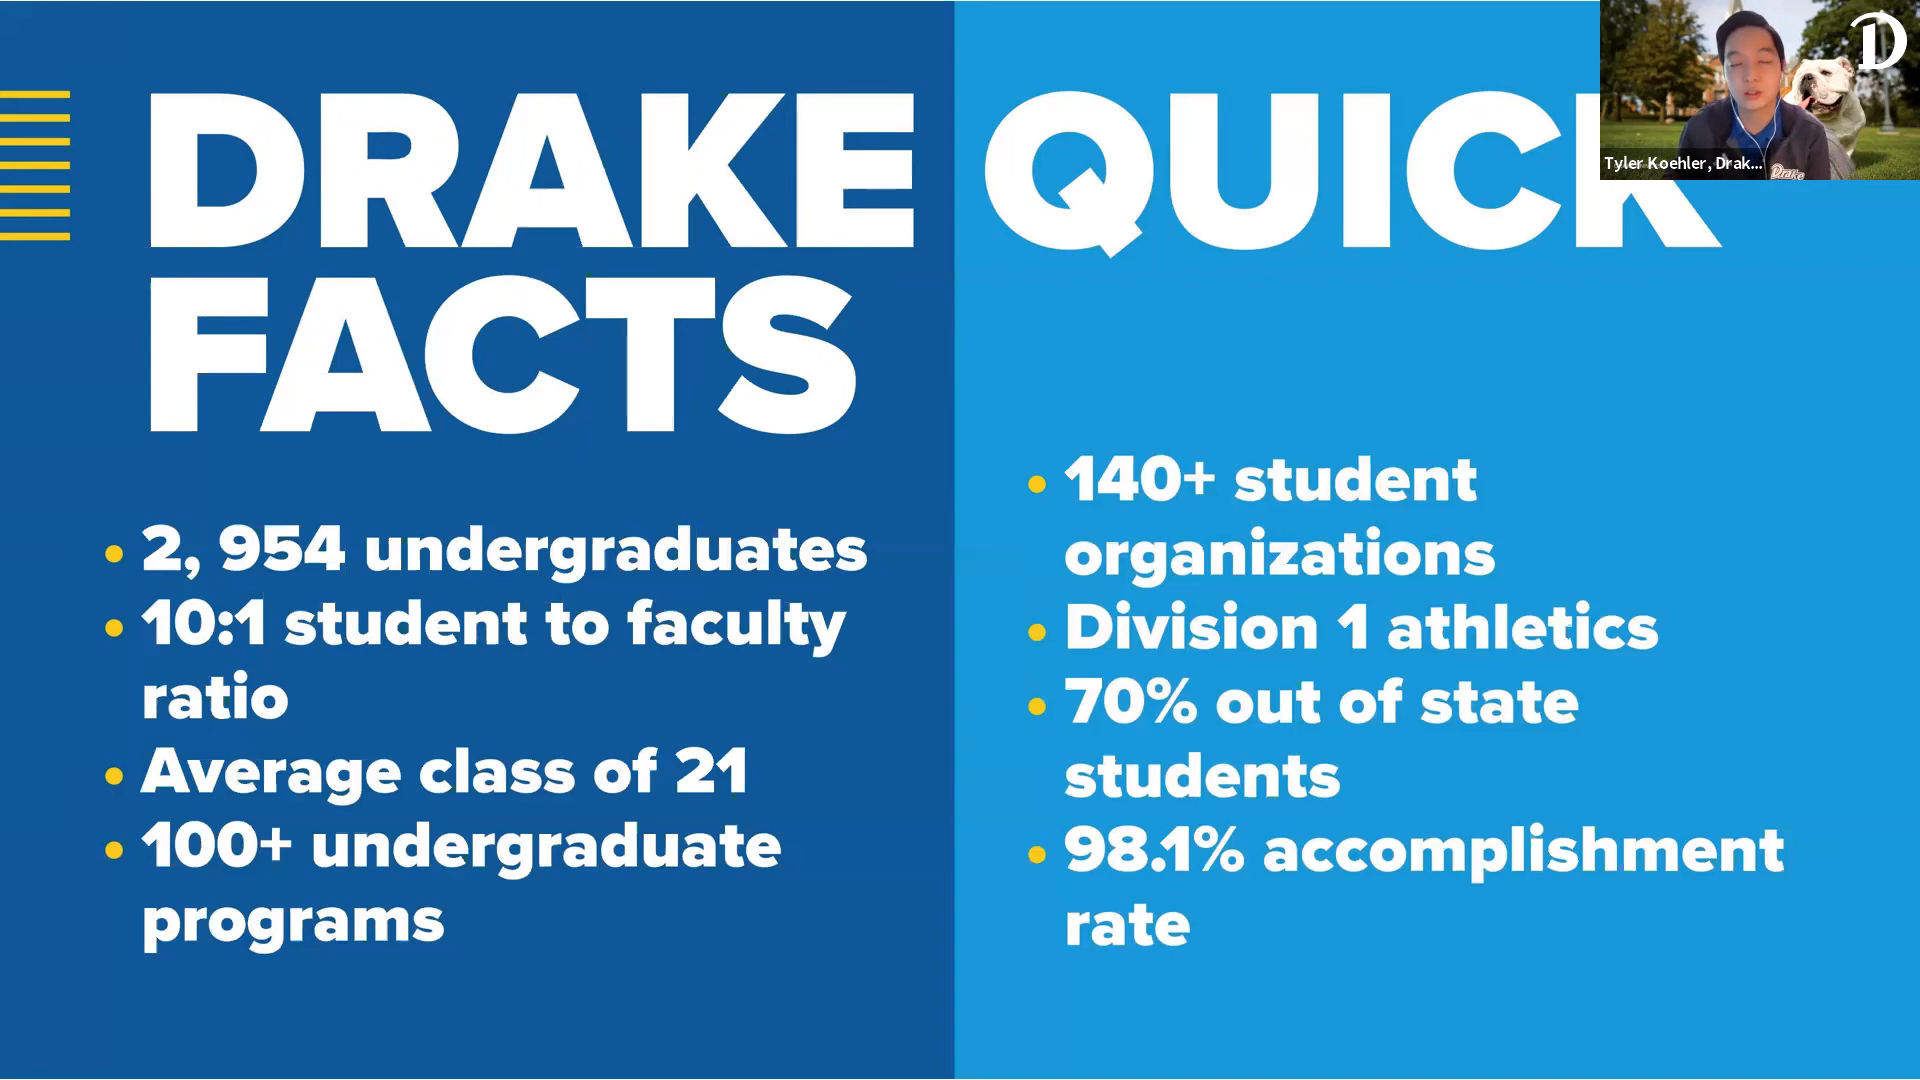 DRAKE QUICK
FACTS
2, 954 undergraduates
10:1 student to faculty
ratio
Average class of 21
100+ undergraduate
programs
140+ student
organizations
Division 1 athletics
70% out of state
students
98.1% accomplishment
rate
D
Tyler Koehler, Drak...
Drake